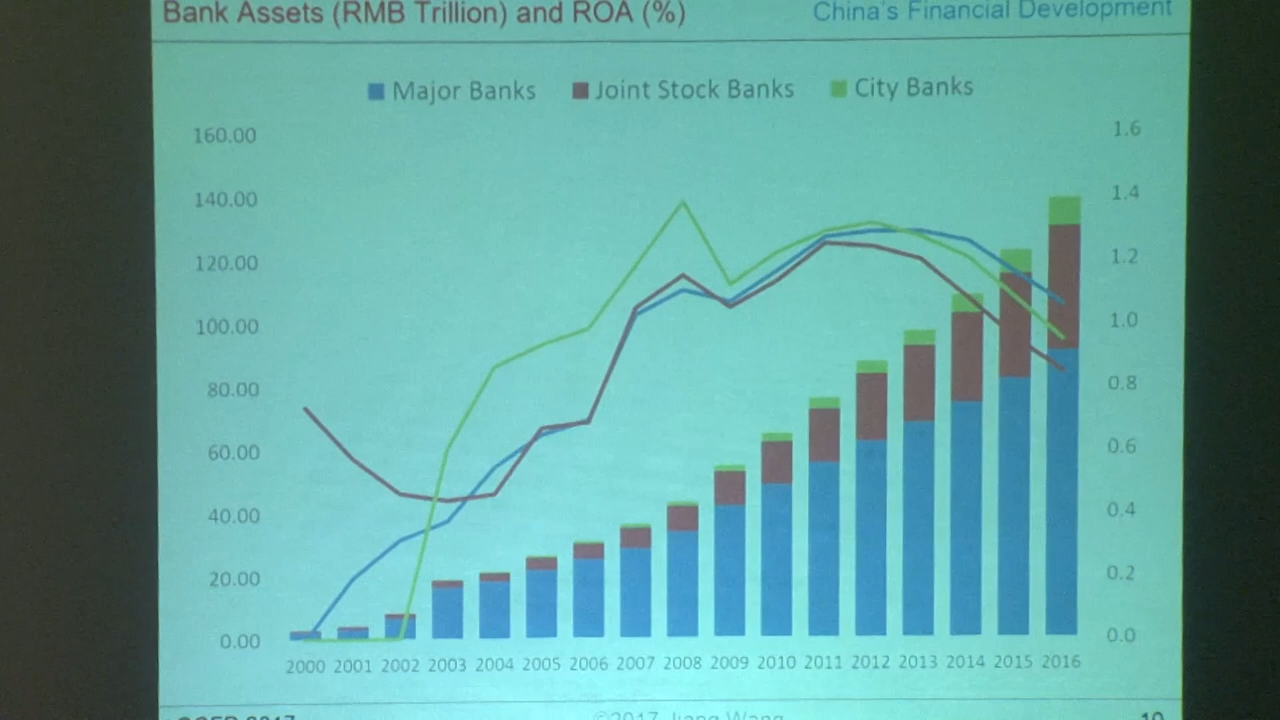 Bank Assets (RMB Trillion) and ROA (%)
China's Financial Development
Major Banks Joint Stock Banks City Banks
160.00 1.6
140.00 1.4
120.00 1.2
100.00 1.0
80.00 0.8
60.00 0.6
40.00 0.4
20.00 0.2
0.00 0.0
2000 2001 2002 2003 2004 2005 2006 2007 2008 2009 2010 2011 2012 2013 2014 2015 2016
©2017 Jiang Wang